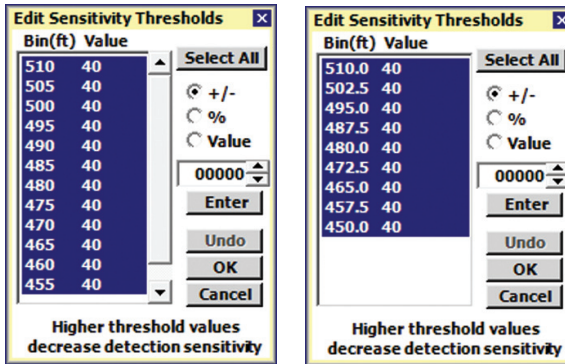 Edit Sensitivity Thresholds
Bin(ft) Value
510 40
505 40
500 40
495 40
490 40
485 40
480 40
475 40
470 40
465 40
460 40
455 40
Select All
+/-
%
Value
00000
Enter
Undo
OK
Cancel
Higher threshold values
decrease detection sensitivity
Edit Sensitivity Thresholds
Bin(ft) Value
510.0 40
502.5 40
495.0 40
487.5 40
480.0 40
472.5 40
465.0 40
457.5 40
450.0 40
Select All
+/-
%
Value
00000
Enter
Undo
OK
Cancel
Higher threshold values
decrease detection sensitivity